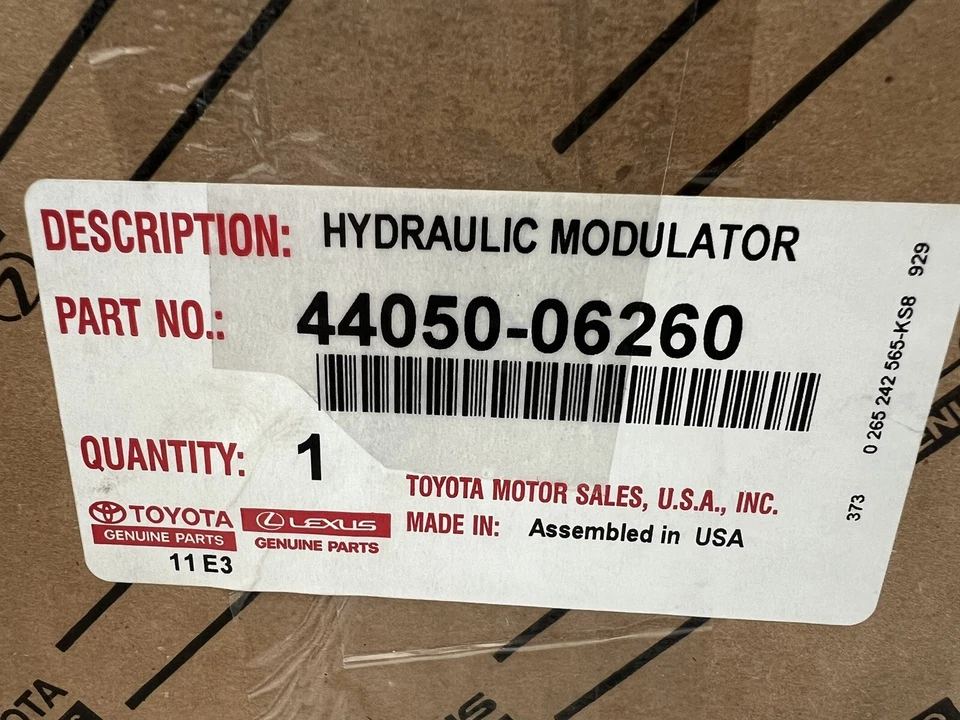 DESCRIPTION: HYDRAULIC MODULATOR
PART NO.: 44050-06260
QUANTITY: 1
TOYOTA
GENUINE PARTS
LEXUS
GENUINE PARTS
11 E3
TOYOTA MOTOR SALES, U.S.A., INC.
MADE IN: Assembled in USA
0 265 242 565-KS8 929
373